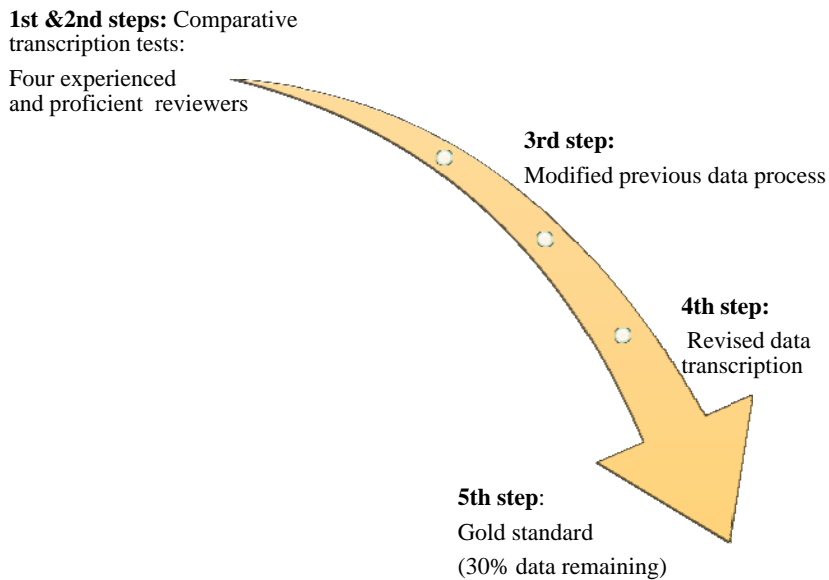 1st &2nd steps: Comparative
transcription tests:
Four experienced
and proficient reviewers
3rd step:
Modified previous data process
4th step:
Revised data
transcription
5th step:
Gold standard
(30% data remaining)